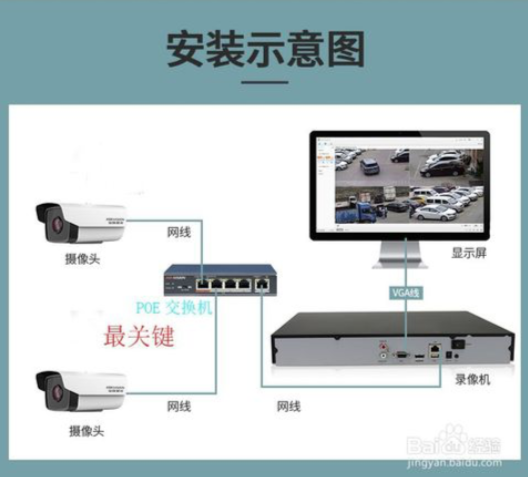 安装示意图
网线
摄像头
显示屏
VGA线
POE 交换机
最关键
录像机
网线
网线
摄像头
Baidu经验
jingyan.baidu.com